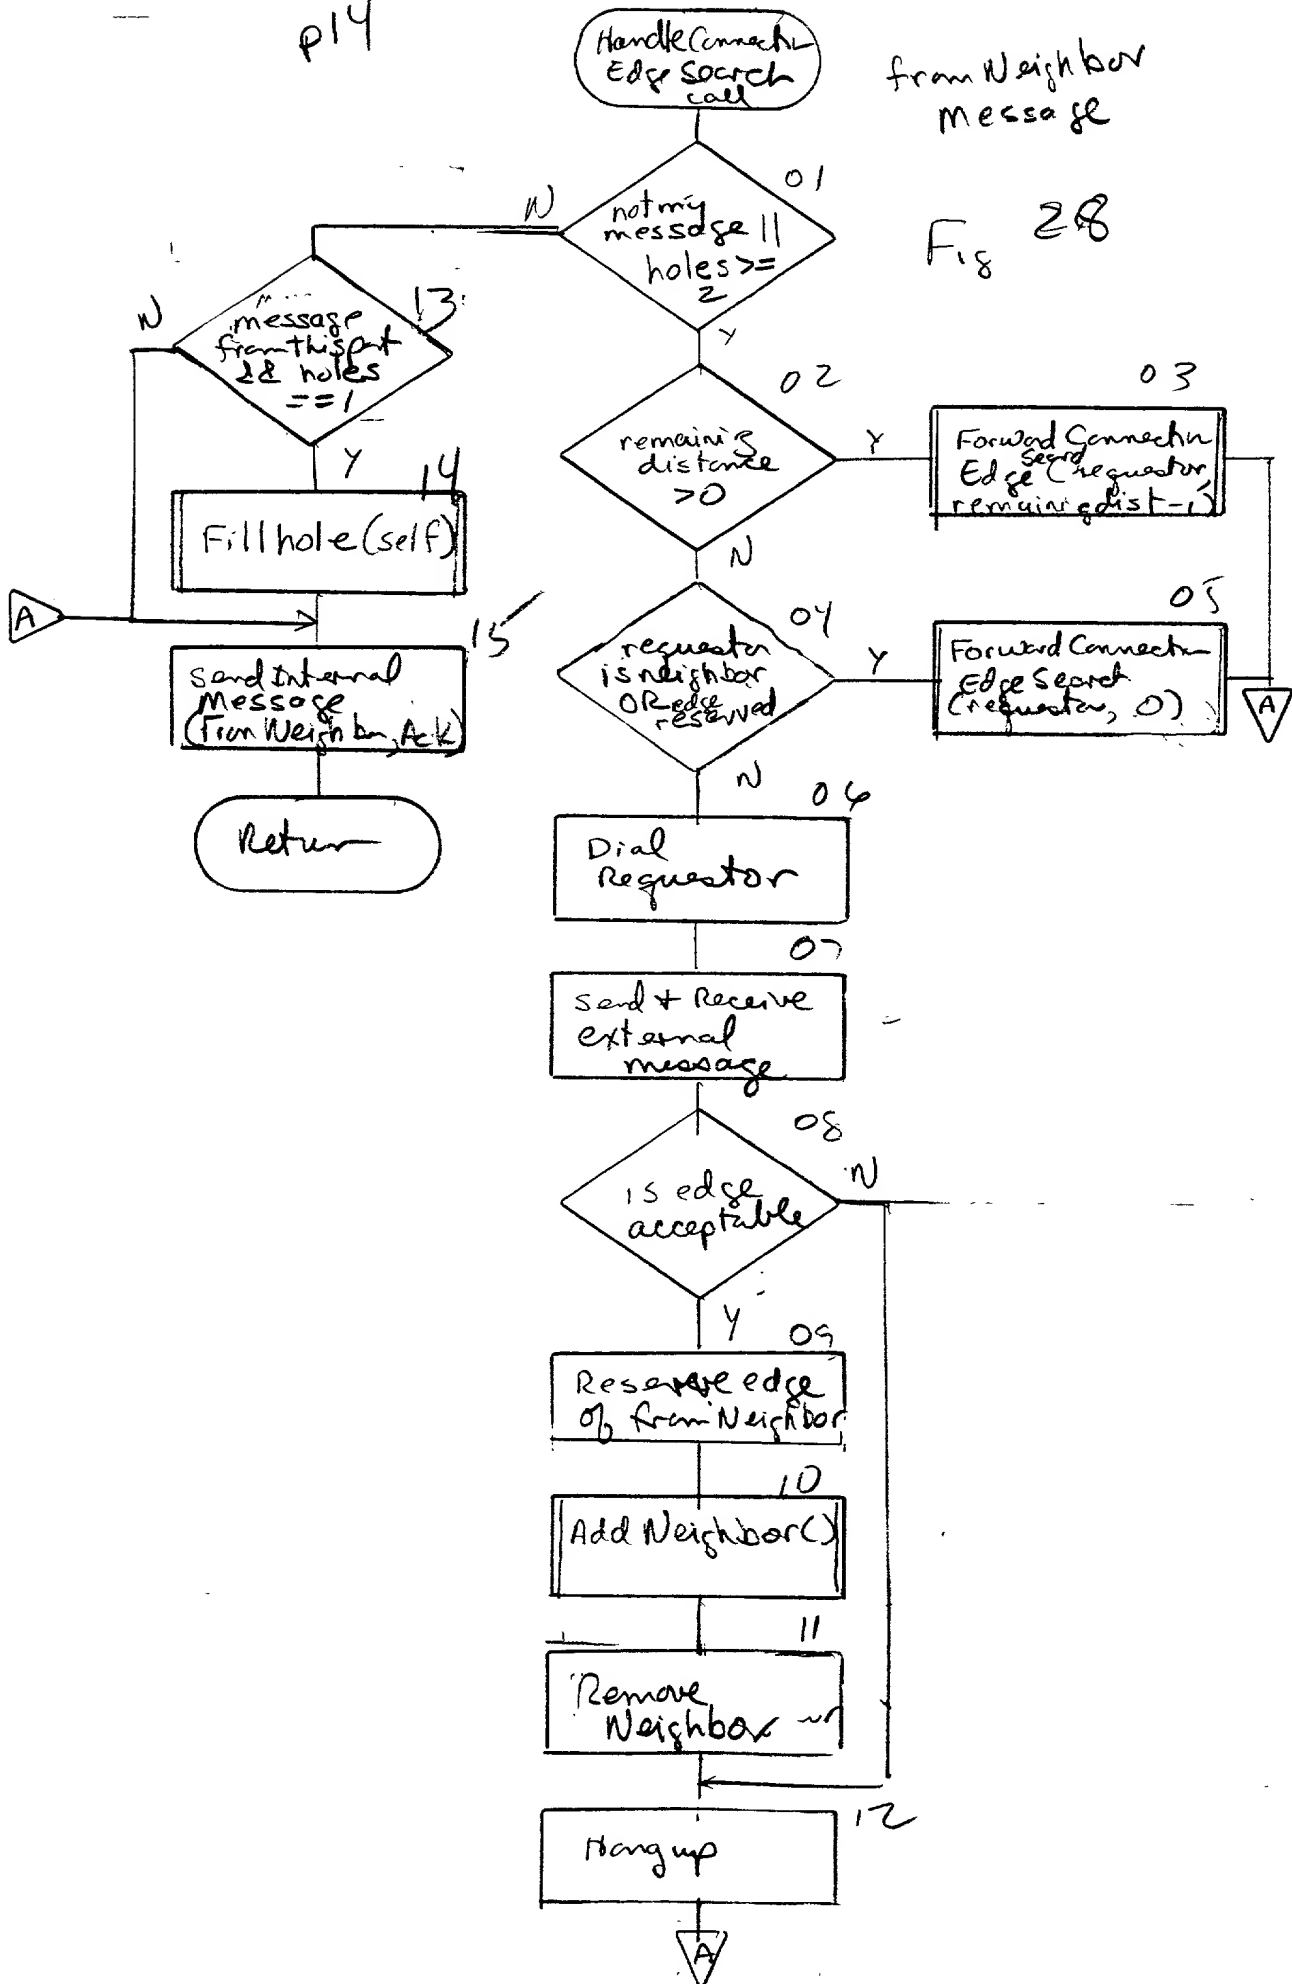 p14
Handle Connectin
Edge Search
call
from Neighbor
message
Fig 28
01
not my
message ||
holes >=
2
N
Y
13
message
from this port
&& holes
==1
N
Y
02
remaining
distance
>0
Y
N
03
Forward Connectin
Edge Search (requestor,
remaining dist-1)
14
Fill hole (self)
A
15
Send Internal
Message
(From Neighbor, Ack)
Return
04
requestor
is neighbor
OR edge
reserved
Y
N
05
Forward Connectin
Edge Search
(requestor, 0)
A
06
Dial
Requestor
07
Send + Receive
external
message
08
is edge
acceptable
N
Y
09
Reserve edge
of from Neighbor
10
Add Neighbor()
11
Remove
Neighbor
12
Hang up
A